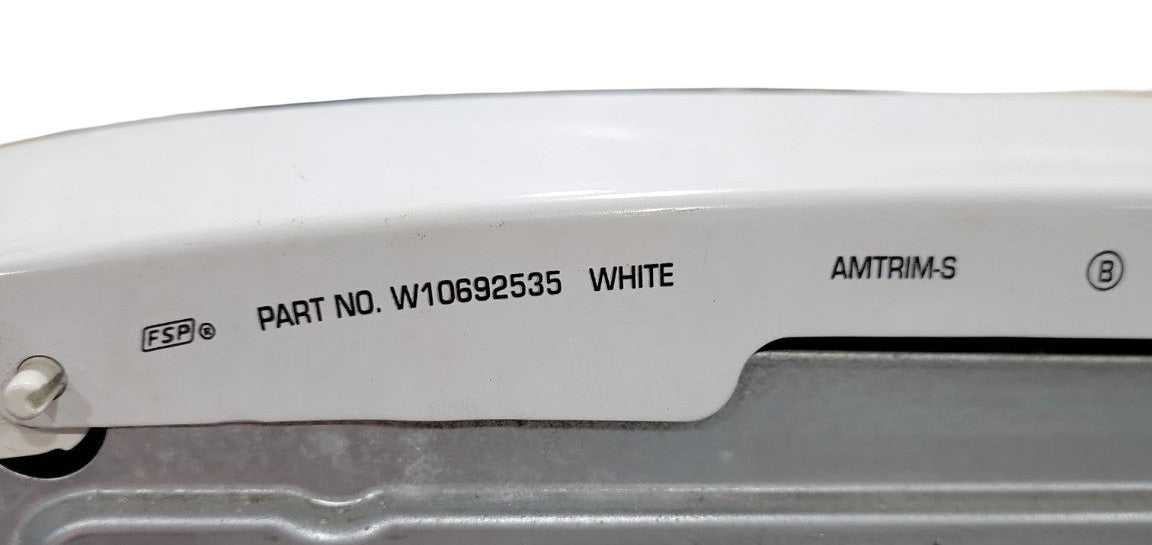 FSP ® PART NO. W10692535 WHITE AMTRIM-S B